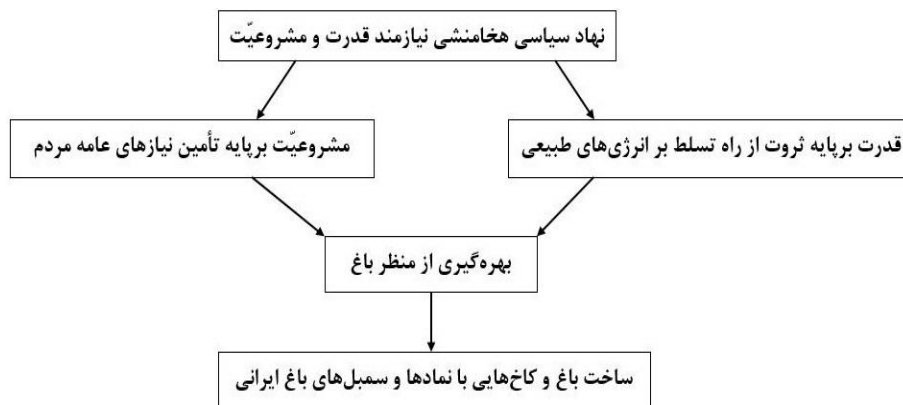 نهاد سیاسی هخامنشی نیازمند قدرت و مشروعیّت
قدرت برپایه ثروت از راه تسلط بر انرژی‌های طبیعی
مشروعیّت برپایه تأمین نیازهای عامه مردم
بهره‌گیری از منظر باغ
ساخت باغ و کاخ‌هایی با نمادها و سمبل‌های باغ ایرانی